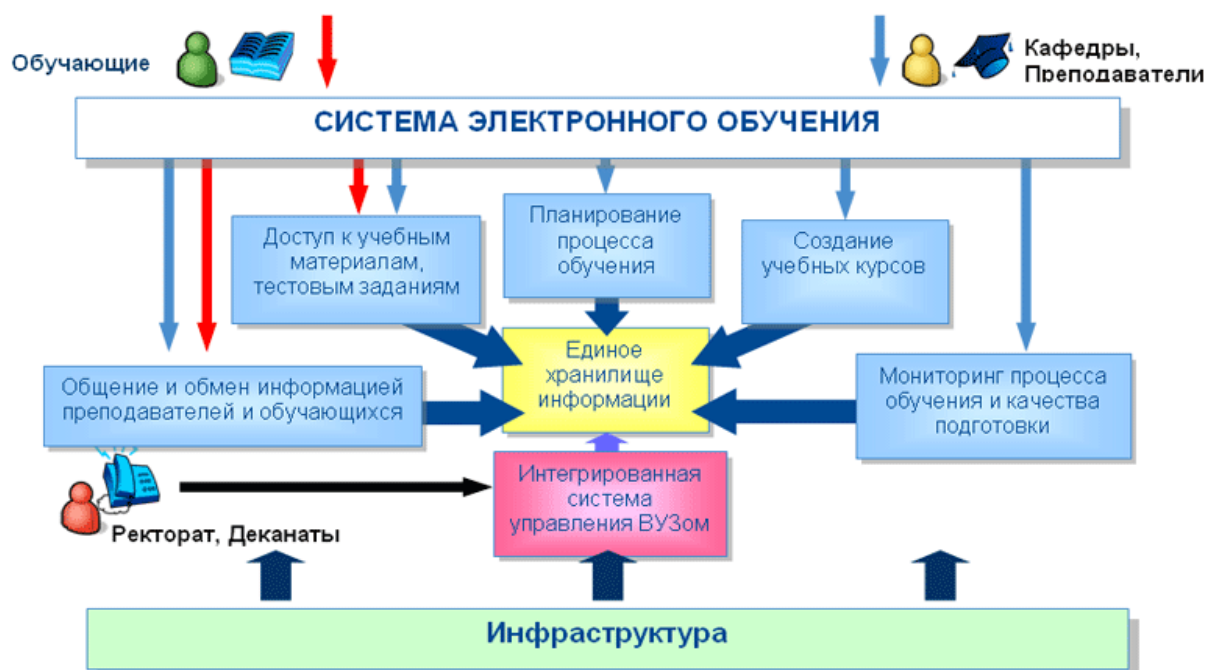 Обучающие
Кафедры,
Преподаватели
СИСТЕМА ЭЛЕКТРОННОГО ОБУЧЕНИЯ
Доступ к учебным
материалам,
тестовым заданиям
Планирование
процесса
обучения
Создание
учебных курсов
Общение и обмен информацией
преподавателей и обучающихся
Единое
хранилище
информации
Мониторинг процесса
обучения и качества
подготовки
Интегрированная
система
управления ВУЗом
Ректорат, Деканаты
Инфраструктура